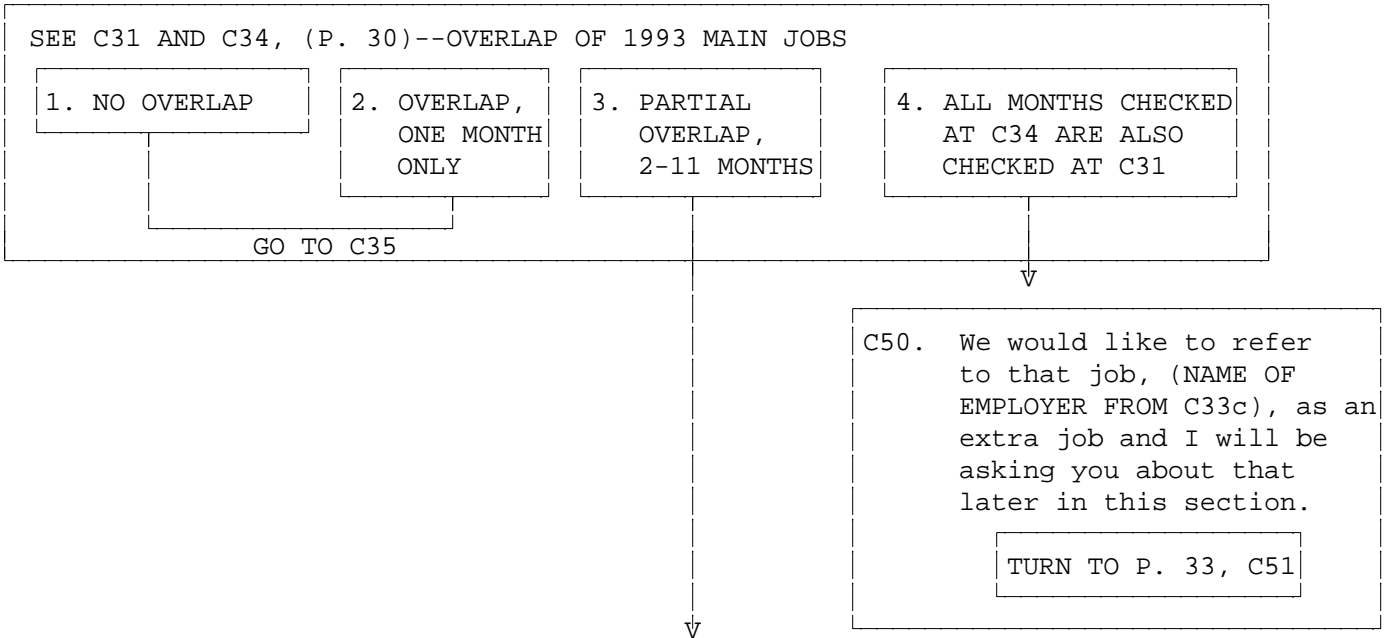 SEE C31 AND C34, (P. 30)--OVERLAP OF 1993 MAIN JOBS
1. NO OVERLAP
2. OVERLAP,
ONE MONTH
ONLY
3. PARTIAL
OVERLAP,
2-11 MONTHS
4. ALL MONTHS CHECKED
AT C34 ARE ALSO
CHECKED AT C31
GO TO C35
C50. We would like to refer
to that job, (NAME OF
EMPLOYER FROM C33c), as an
extra job and I will be
asking you about that
later in this section.
TURN TO P. 33, C51